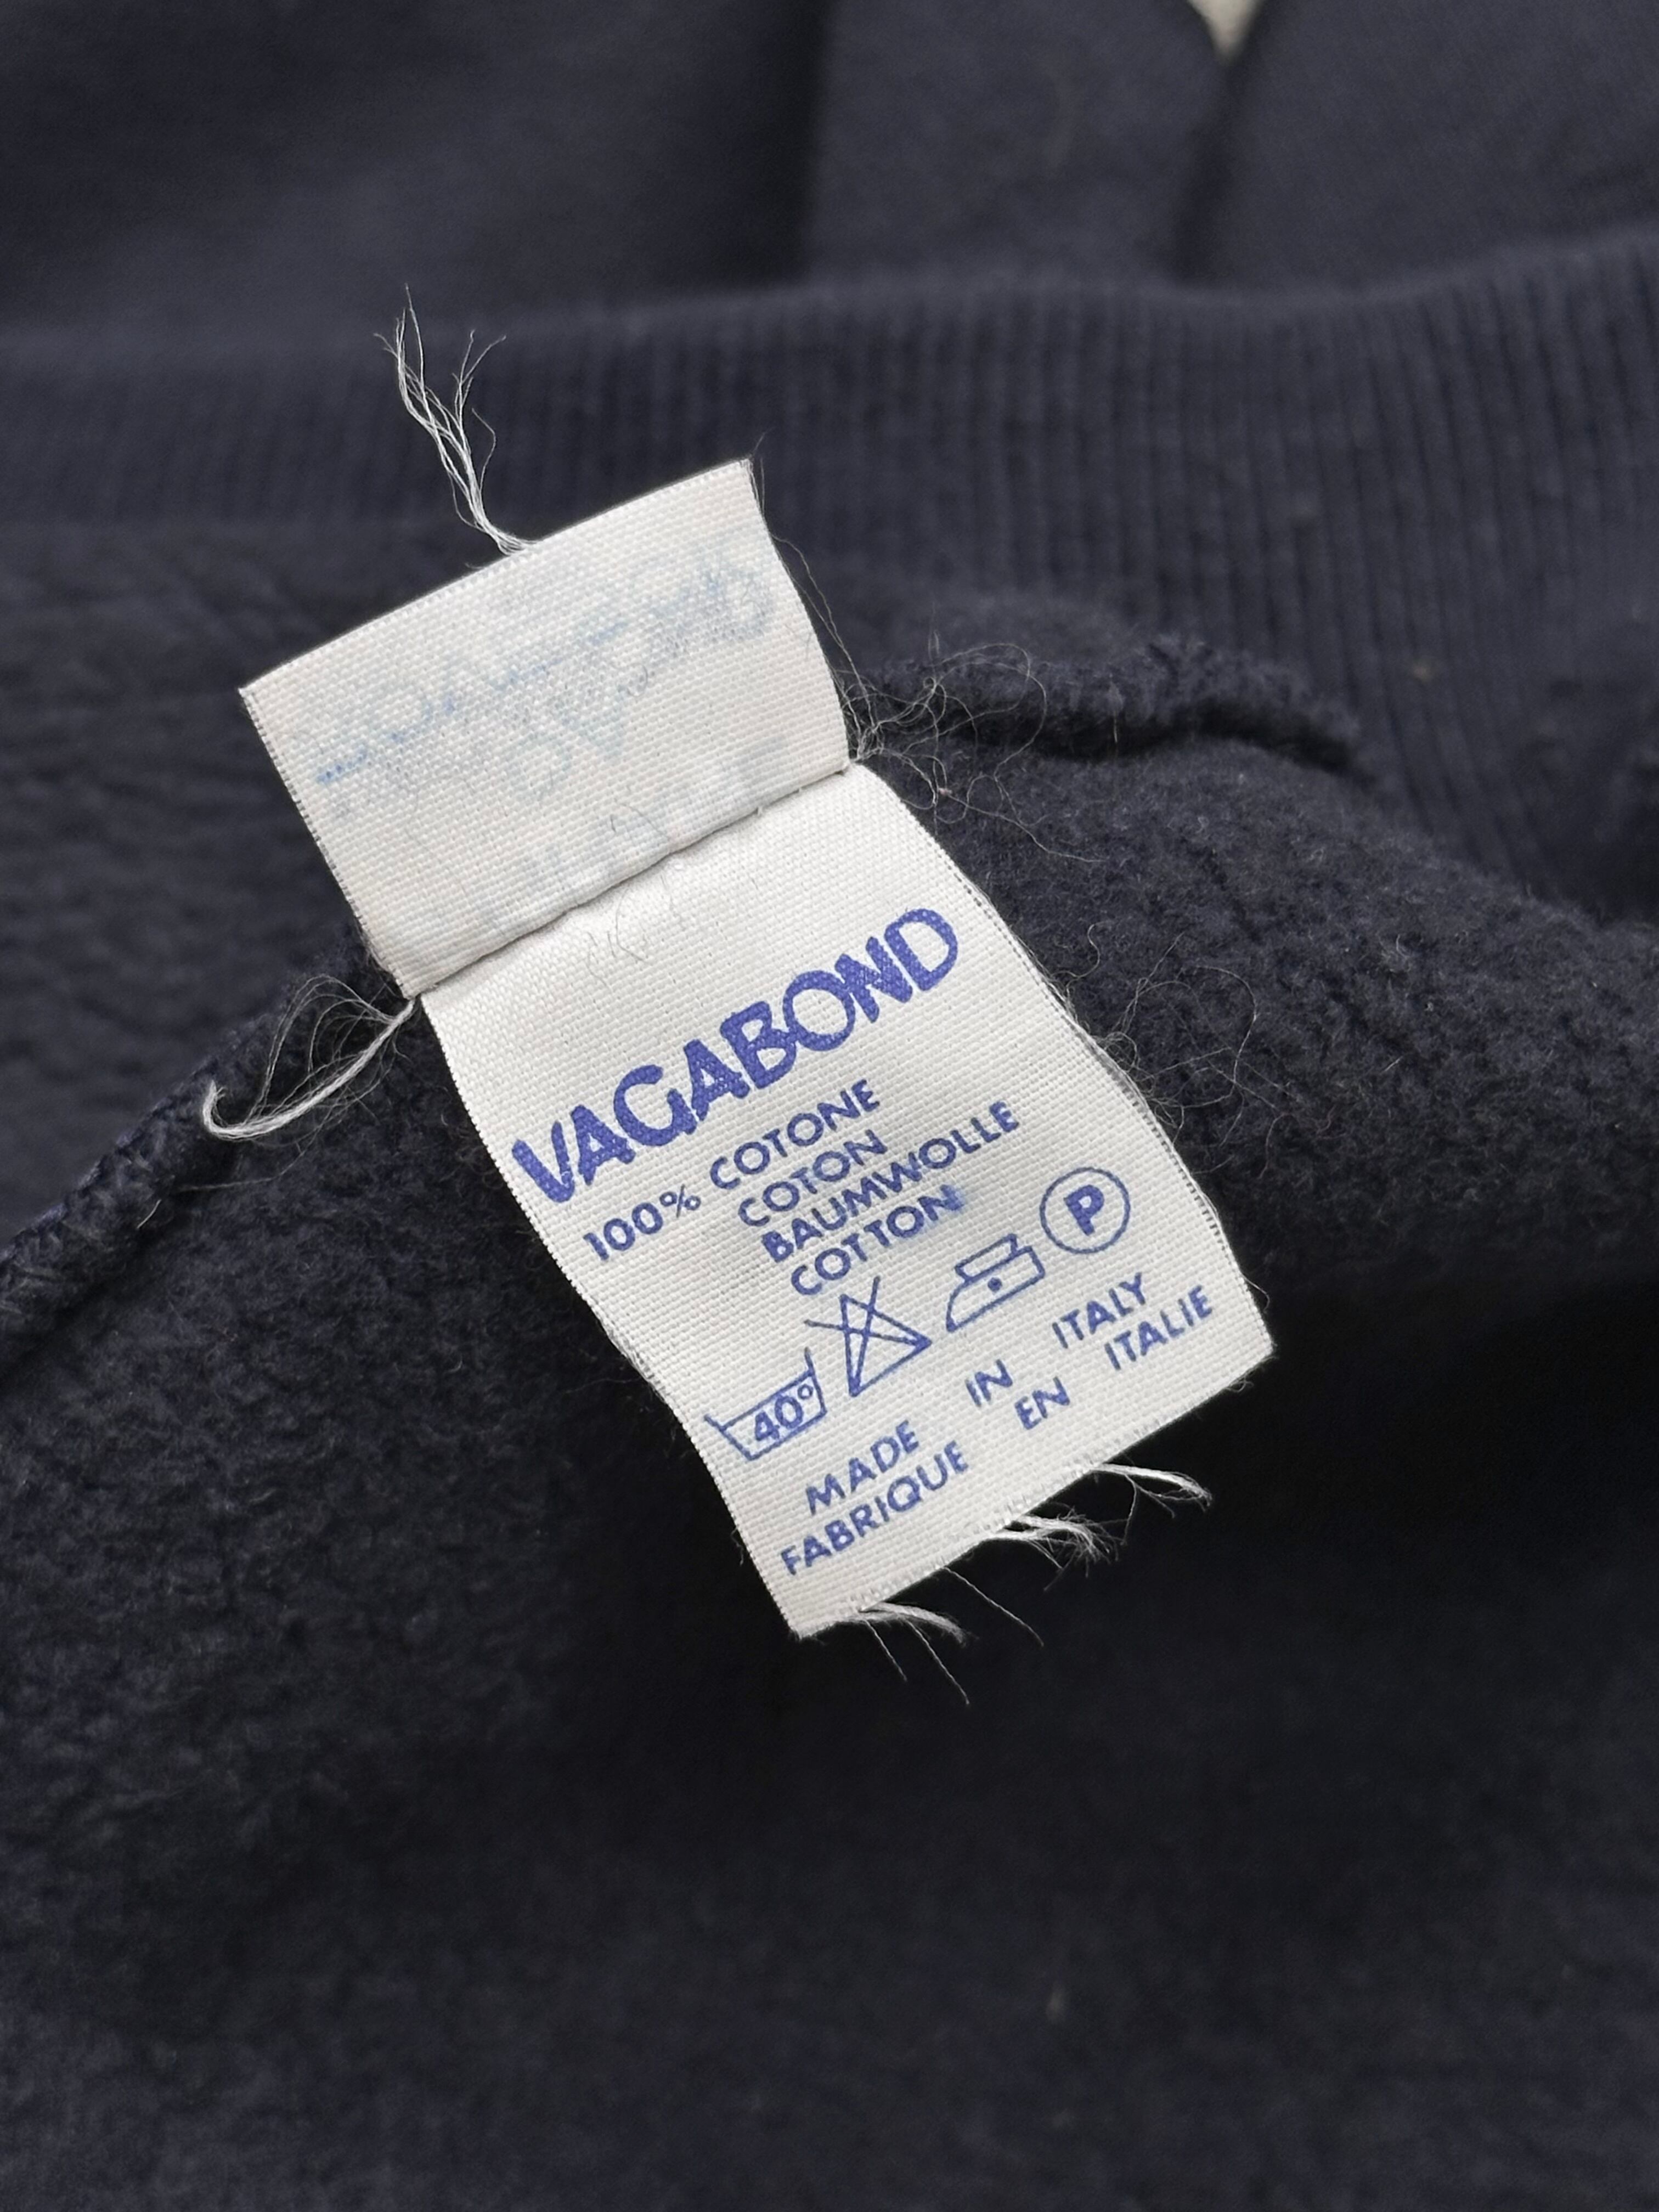 VAGABOND
100% COTONE
COTON
BAUMWOLLE
COTTON
P
40°
MADE IN ITALY
FABRIQUE EN ITALIE